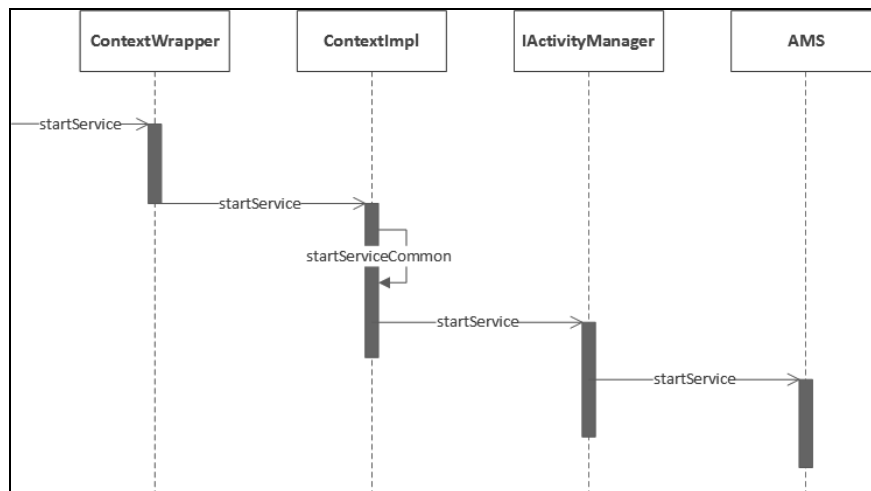 ContextWrapper
ContextImpl
IActivityManager
AMS
startService
startService
startServiceCommon
startService
startService